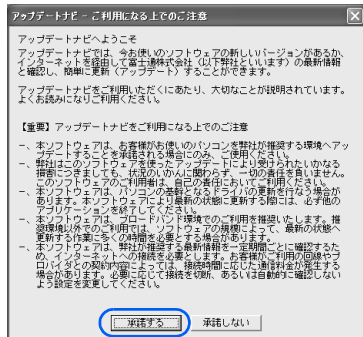 アップデートナビ - ご利用になる上でのご注意
アップデートナビへようこそ
アップデートナビでは、今お使いのソフトウェアの新しいバージョンがあるか、
インターネットを経由して富士通株式会社（以下弊社といいます）の最新情報
と確認し、簡単に更新（アップデート）することができます。
アップデートナビをご利用いただくにあたり、大切なことが説明されています。
よくお読みになりご利用ください。
【重要】アップデートナビをご利用になる上でのご注意
-、本ソフトウェアは、お客様がお使いのパソコンを弊社が推奨する環境へアッ
プデートすることを承諾される場合にのみ、ご使用ください。
-、弊社はこのソフトウェアを使ったアップデートにより受けられたいかなる
損害につきましても、状況のいかんに関わらず、一切の責任を負いません。
このソフトウェアのご利用者は、自己の責任においてご利用ください。
-、本ソフトウェアは、パソコンの基幹となるドライバの更新を行なう場合が
あります。本ソフトウェアにより最新の状態に更新する際には、必ず他の
アプリケーションを終了してください。
-、本ソフトウェアは、ブロードバンド環境でのご利用を推奨いたします。推
奨環境以外でのご利用では、ソフトウェアの規模によって、最新の状態へ
更新する作業に多くの時間を必要とする場合があります。
-、本ソフトウェアは、弊社が推奨する最新情報を一定期間ごとに確認するた
め、インターネットへの接続を必要とします。お客様がご利用の回線やプ
ロバイダとの契約内容によっては、接続時間に応じた通信料金が発生する
場合があります。必要に応じて接続を切断、あるいは自動的に確認しない
よう設定を変更してください。
承諾する 承諾しない